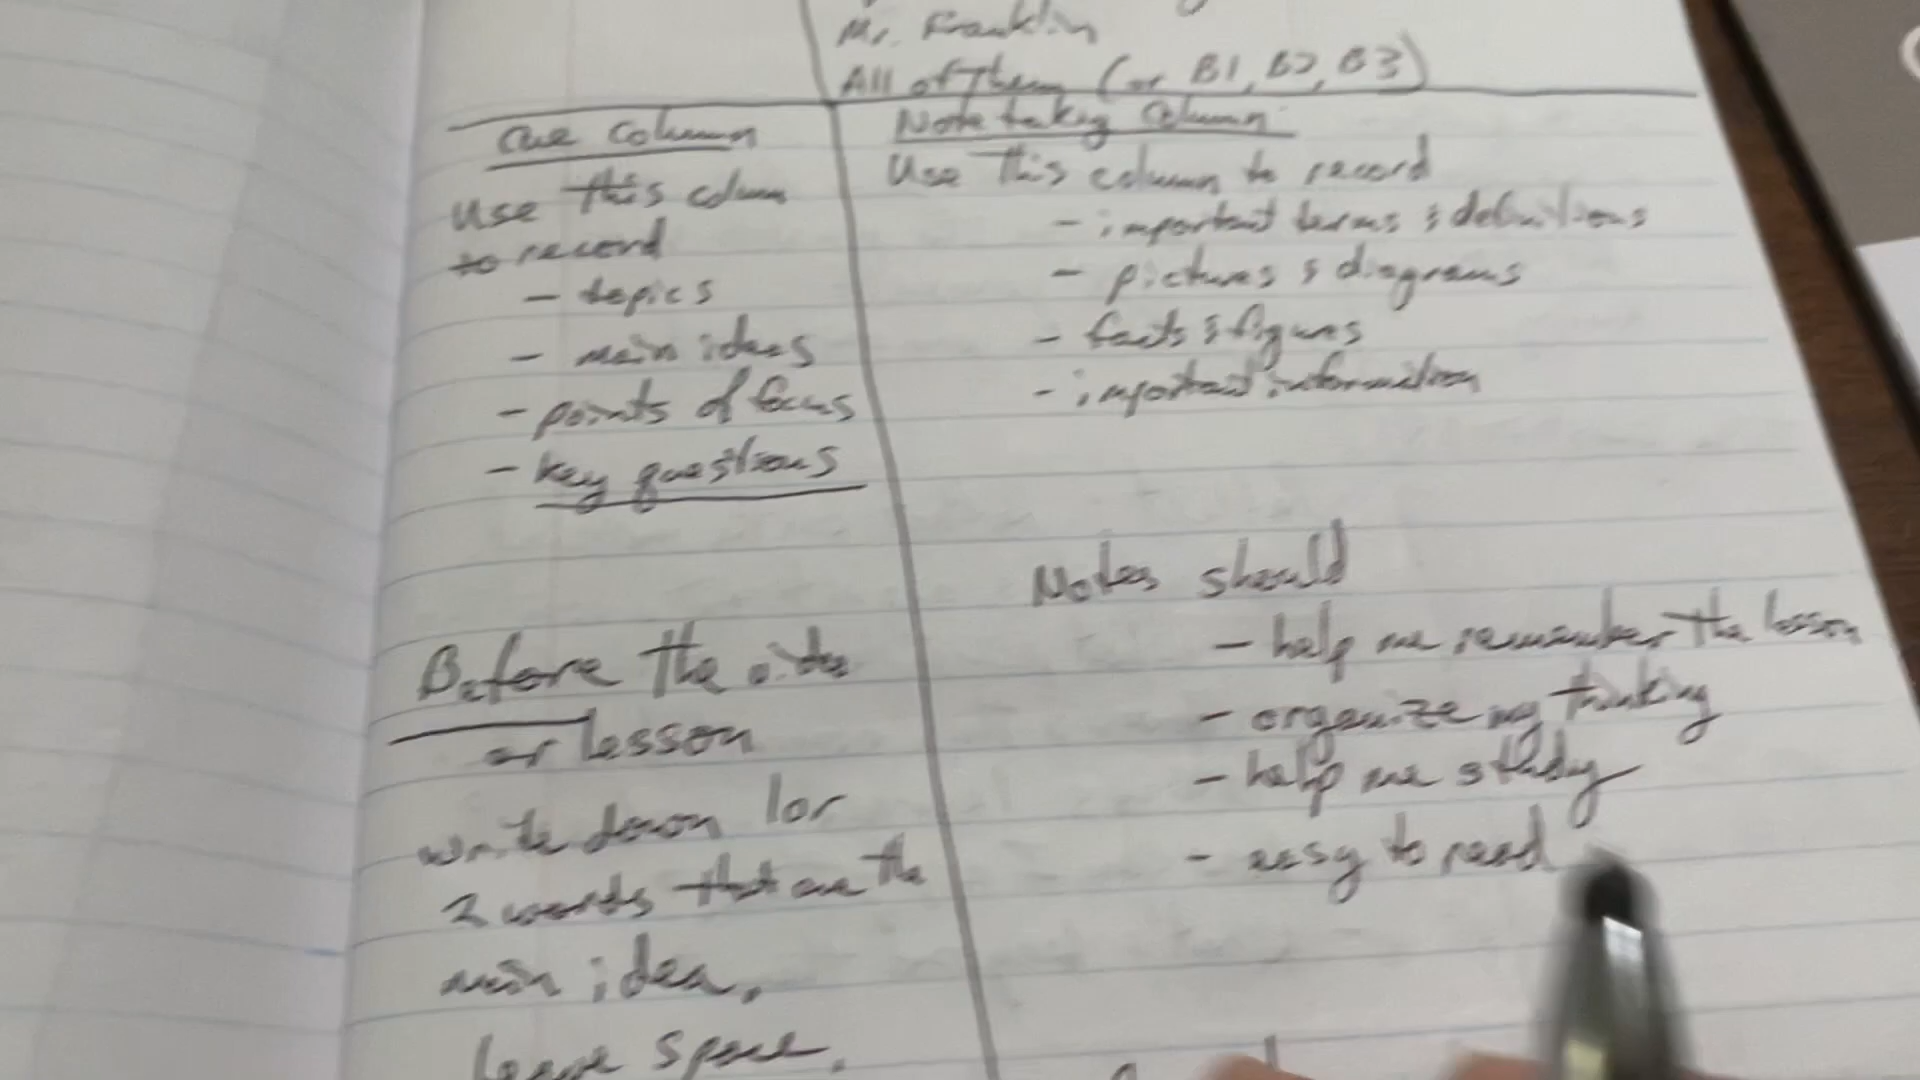 Mr. Franklin
All of Them (or B1, B2, B3)
Cue Column
Use this column
to record
- topics
- main ideas
- points of focus
- key questions
Before the video
or lesson
write down 1 or
2 words that are the
main idea.
leave space.
Note taking Column
Use This column to record
- important terms & definitions
- pictures & diagrams
- facts & figures
- important information
Notes should
- help me remember the lesson
- organize my thinking
- help me study
- easy to read